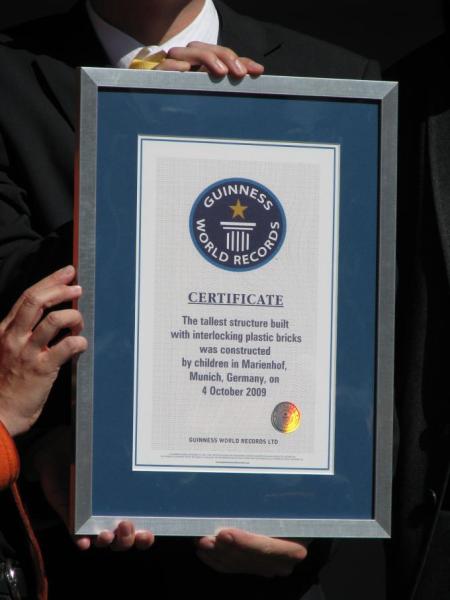 GUINNESS
WORLD RECORDS
CERTIFICATE
The tallest structure built
with interlocking plastic bricks
was constructed
by children in Marienhof,
Munich, Germany, on
4 October 2009
GUINNESS WORLD RECORDS LTD